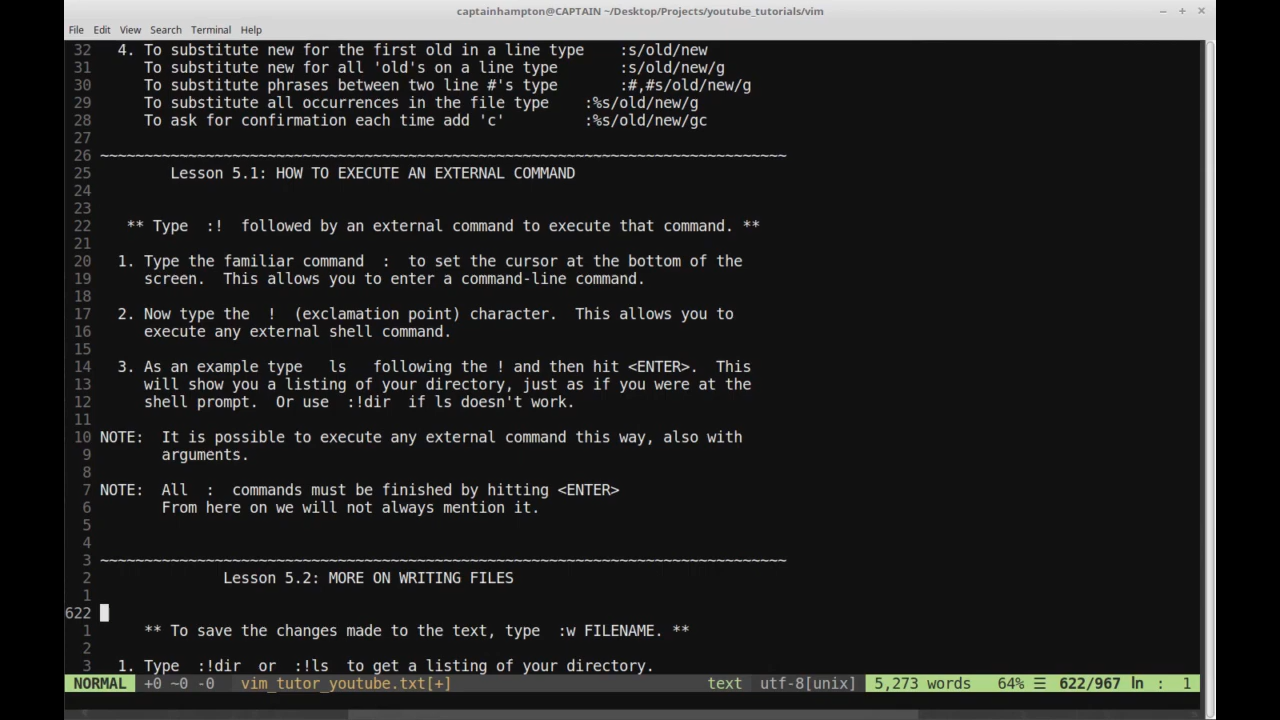 captainhampton@CAPTAIN ~/Desktop/Projects/youtube_tutorials/vim
File Edit View Search Terminal Help
32 4. To substitute new for the first old in a line type :s/old/new
31 To substitute new for all 'old's on a line type :s/old/new/g
30 To substitute phrases between two line #'s type :#,#s/old/new/g
29 To substitute all occurrences in the file type :%s/old/new/g
28 To ask for confirmation each time add 'c' :%s/old/new/gc
27
26 ~~~~~~~~~~~~~~~~~~~~~~~~~~~~~~~~~~~~~~~~~~~~~~~~~~~~~~~~~~~~~~~~~~~~~~~~~~~~~~
25 Lesson 5.1: HOW TO EXECUTE AN EXTERNAL COMMAND
24
23
22 ** Type :! followed by an external command to execute that command. **
21
20 1. Type the familiar command : to set the cursor at the bottom of the
19 screen. This allows you to enter a command-line command.
18
17 2. Now type the ! (exclamation point) character. This allows you to
16 execute any external shell command.
15
14 3. As an example type ls following the ! and then hit <ENTER>. This
13 will show you a listing of your directory, just as if you were at the
12 shell prompt. Or use :!dir if ls doesn't work.
11
10 NOTE: It is possible to execute any external command this way, also with
9 arguments.
8
7 NOTE: All : commands must be finished by hitting <ENTER>
6 From here on we will not always mention it.
5
4
3 ~~~~~~~~~~~~~~~~~~~~~~~~~~~~~~~~~~~~~~~~~~~~~~~~~~~~~~~~~~~~~~~~~~~~~~~~~~~~~~
2 Lesson 5.2: MORE ON WRITING FILES
1
622
1 ** To save the changes made to the text, type :w FILENAME. **
2
3 1. Type :!dir or :!ls to get a listing of your directory.
NORMAL +0 ~0 -0 vim_tutor_youtube.txt[+] text utf-8[unix] 5,273 words 64% ☰ 622/967 ln : 1